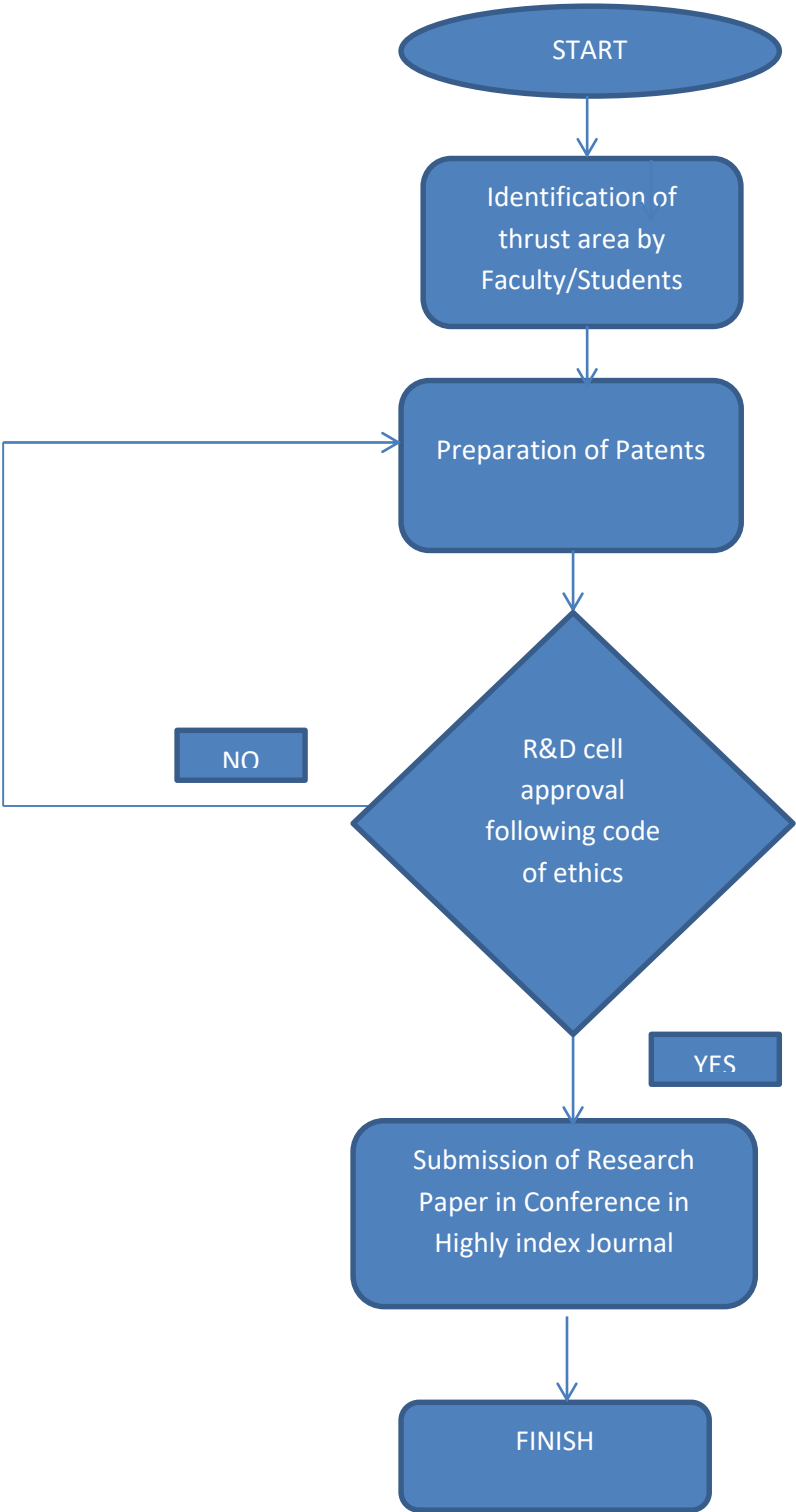 START
Identification of
thrust area by
Faculty/Students
Preparation of Patents
NO
R&D cell
approval
following code
of ethics
YES
Submission of Research
Paper in Conference in
Highly index Journal
FINISH